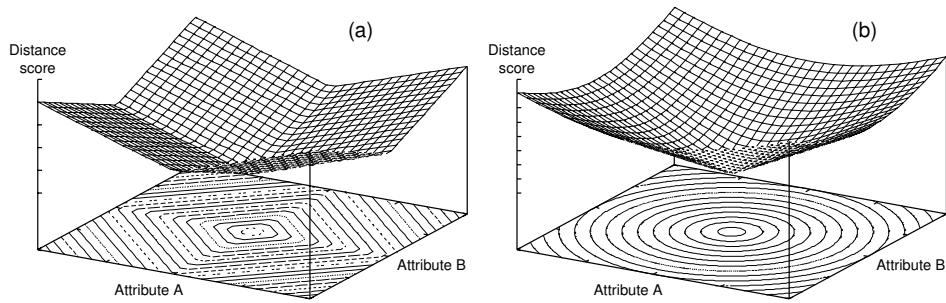 (a)
Distance
score
Attribute A
Attribute B
(b)
Distance
score
Attribute A
Attribute B